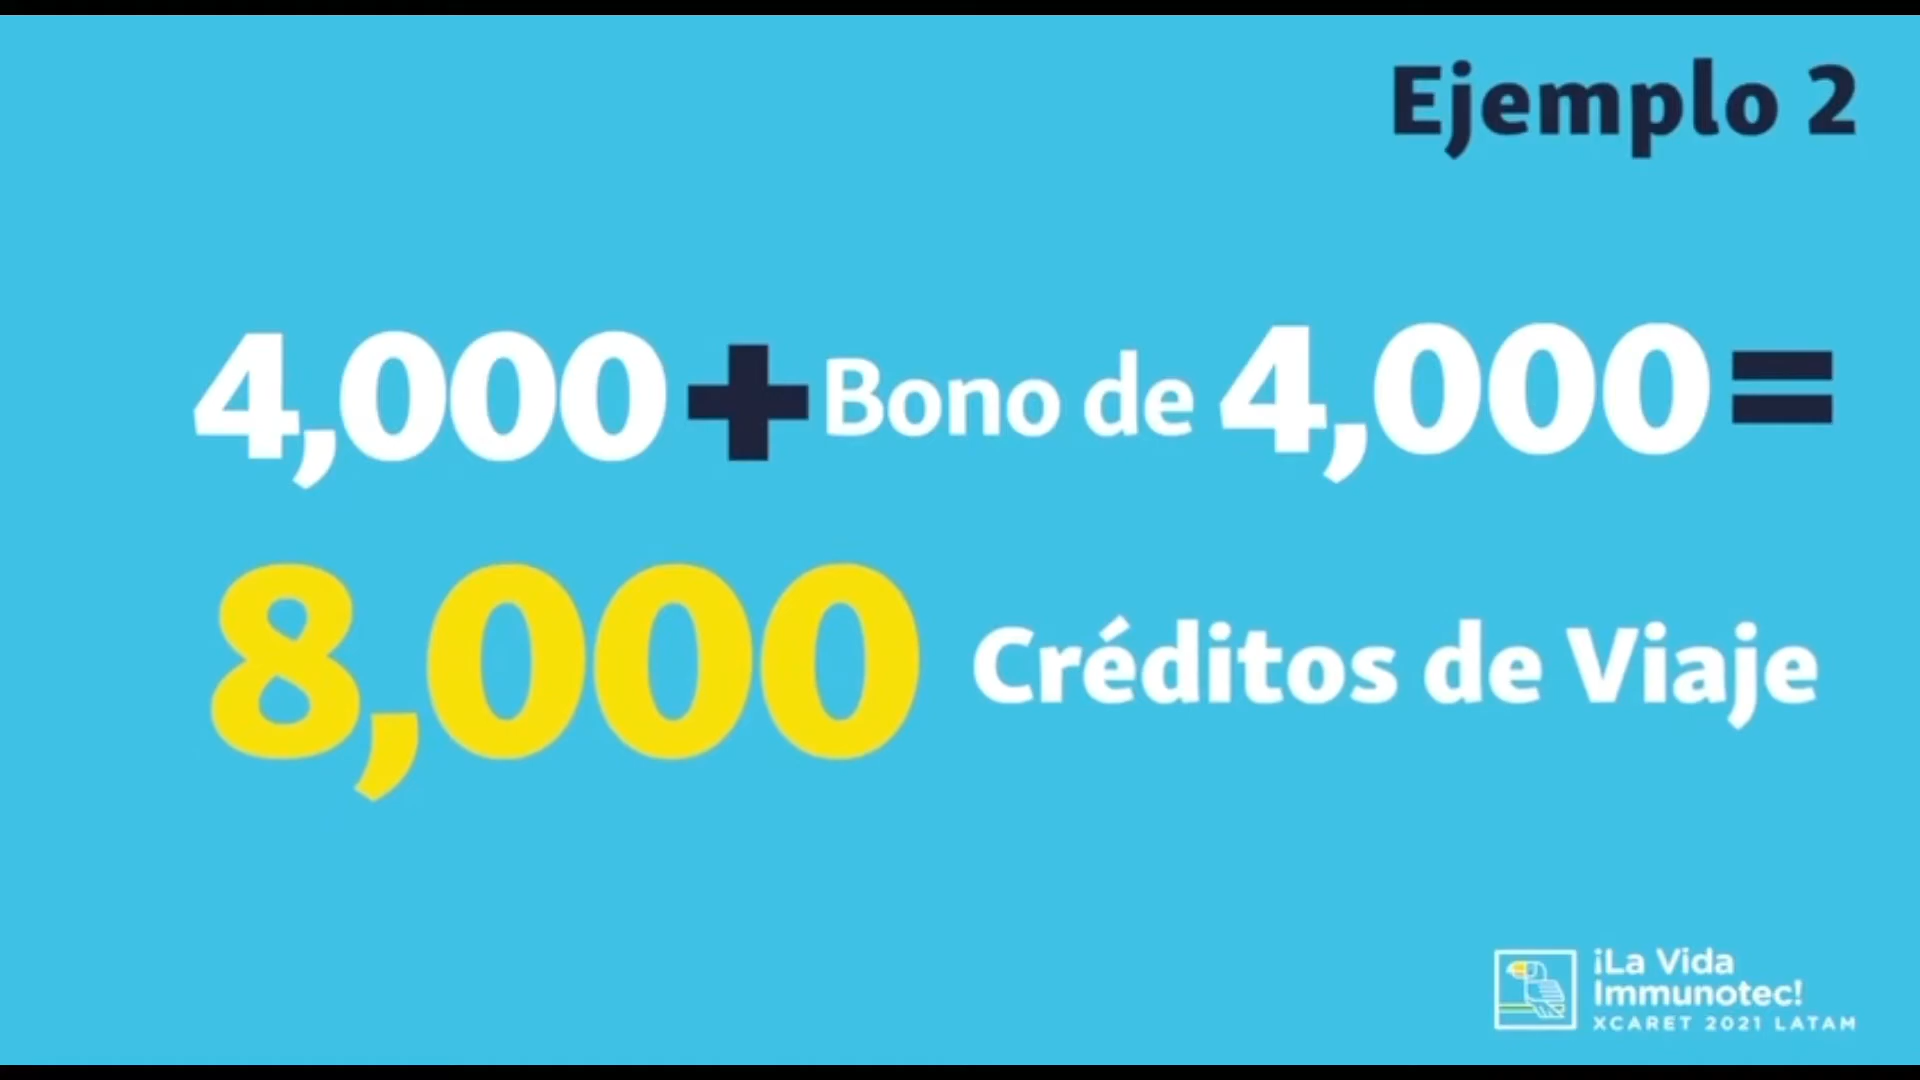 Ejemplo 2
4,000 + Bono de 4,000 =
8,000 Créditos de Viaje
¡La Vida
Immunotec!
XCARET 2021 LATAM